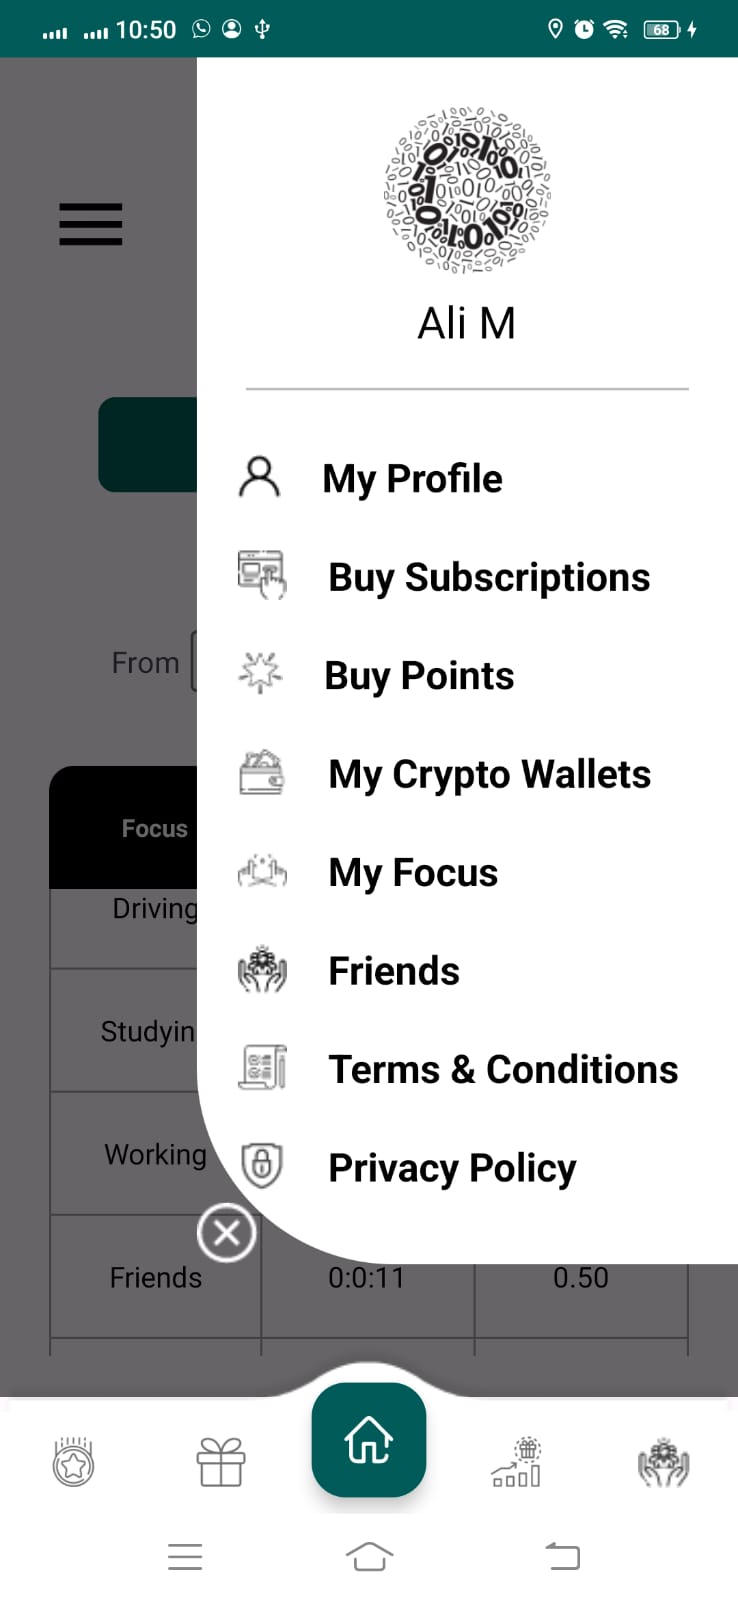 10:50
68
Ali M
My Profile
Buy Subscriptions
From
Buy Points
My Crypto Wallets
Focus
My Focus
Driving
Friends
Studyin
Terms & Conditions
Working
Privacy Policy
Friends 0:0:11 0.50